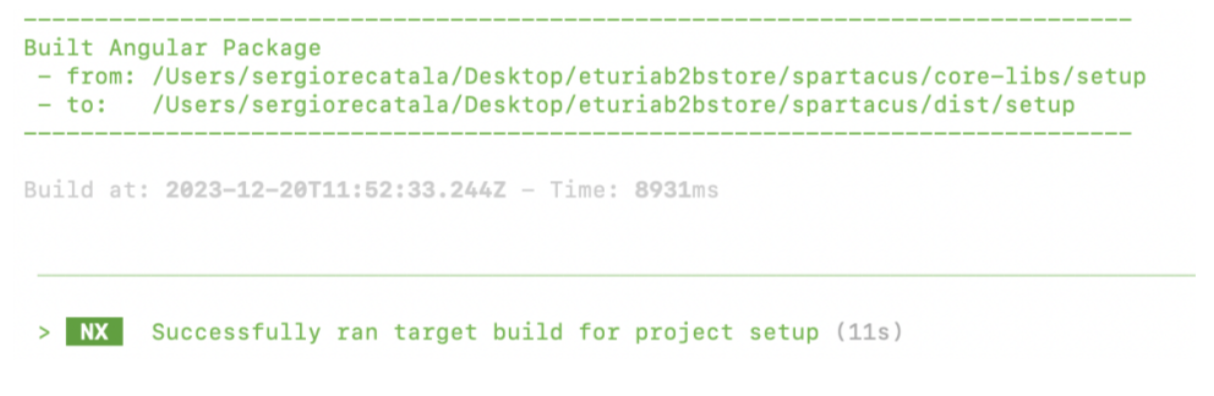 ------------------------------------------------------------------------------
Built Angular Package
 - from: /Users/sergiorecatala/Desktop/eturiab2bstore/spartacus/core-libs/setup
 - to:   /Users/sergiorecatala/Desktop/eturiab2bstore/spartacus/dist/setup
------------------------------------------------------------------------------
Build at: 2023-12-20T11:52:33.244Z - Time: 8931ms
> NX Successfully ran target build for project setup (11s)